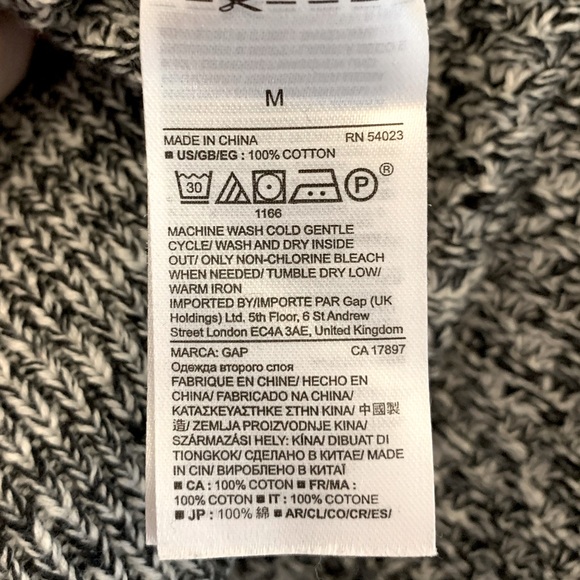 M
MADE IN CHINA RN 54023
■ US/GB/EG : 100% COTTON
30 P ®
1166
MACHINE WASH COLD GENTLE
CYCLE/ WASH AND DRY INSIDE
OUT/ ONLY NON-CHLORINE BLEACH
WHEN NEEDED/ TUMBLE DRY LOW/
WARM IRON
IMPORTED BY/IMPORTE PAR Gap (UK
Holdings) Ltd. 5th Floor, 6 St Andrew
Street London EC4A 3AE, United Kingdom
MARCA: GAP CA 17897
Одежда второго слоя
FABRIQUE EN CHINE/ HECHO EN
CHINA/ FABRICADO NA CHINA/
ΚΑΤΑΣΚΕΥΑΣΤΗΚΕ ΣΤΗΝ ΚΙΝΑ/ 中國製
造/ ZEMLJA PROIZVODNJE KINA/
SZÁRMAZÁSI HELY: KÍNA/ DIBUAT DI
TIONGKOK/ СДЕЛАНО В КИТАЕ/ MADE
IN CIN/ ВИРОБЛЕНО В КИТАЇ
■ CA : 100% COTON ■ FR/MA :
100% COTON ■ IT : 100% COTONE
■ JP : 100% 綿 ■ AR/CL/CO/CR/ES/